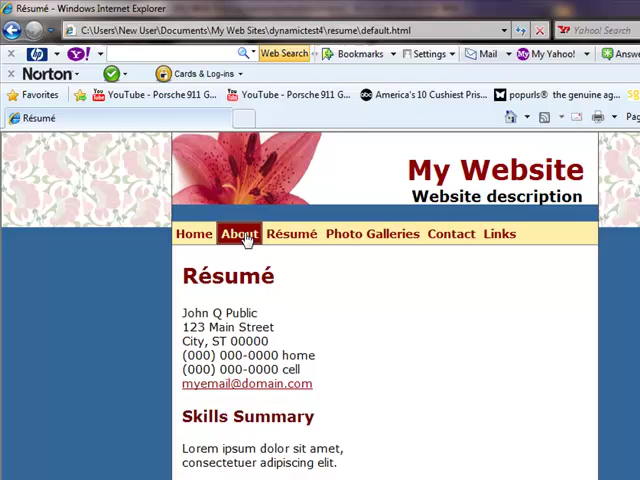 Résumé - Windows Internet Explorer
C:\Users\New User\Documents\My Web Sites\dynamictest4\resume\default.html
Yahoo! Search
Web Search
Bookmarks
Settings
Mail
My Yahoo!
Answe
Norton
Cards & Log-ins
Favorites
YouTube - Porsche 911 G...
YouTube - Porsche 911 G...
America's 10 Cushiest Pris...
popurls® the genuine ag...
Résumé
Pag
My Website
Website description
Home About Résumé Photo Galleries Contact Links
Résumé
John Q Public
123 Main Street
City, ST 00000
(000) 000-0000 home
(000) 000-0000 cell
myemail@domain.com
Skills Summary
Lorem ipsum dolor sit amet,
consectetuer adipiscing elit.